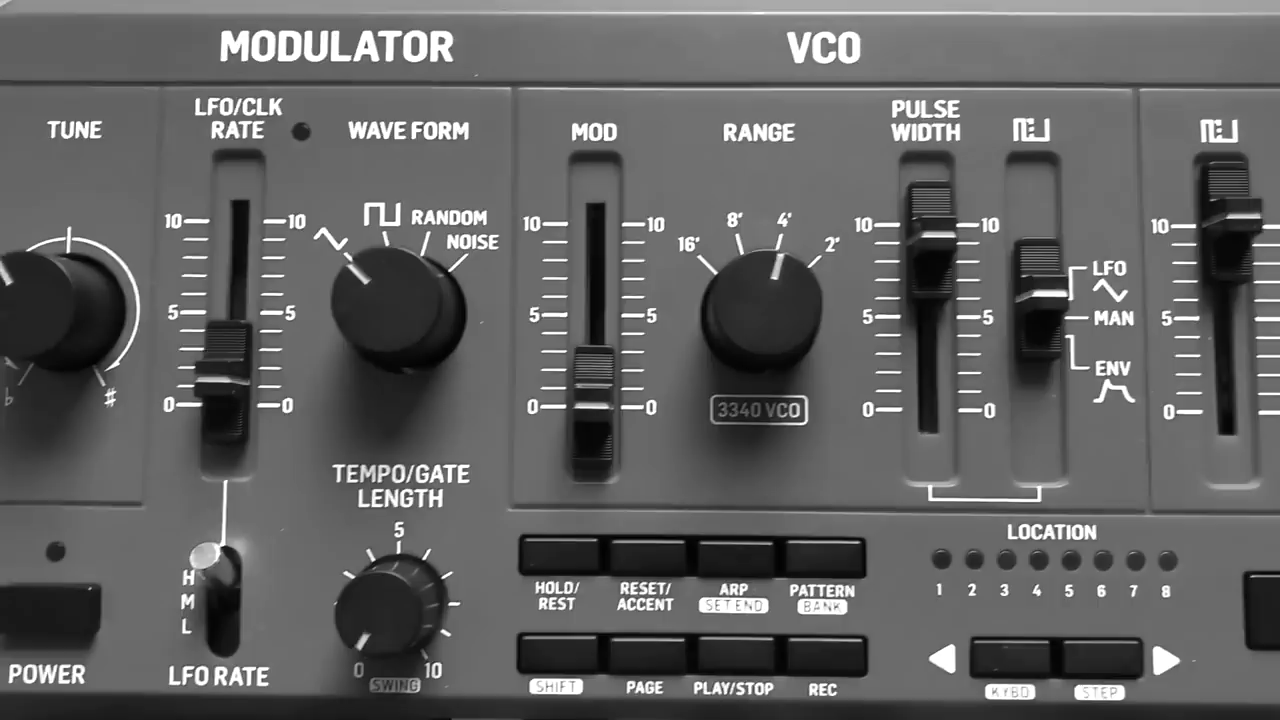 MODULATOR
VCO
TUNE
LFO/CLK
RATE
WAVE FORM
MOD
RANGE
PULSE
WIDTH
10 10
5 5
0 0
RANDOM
NOISE
10 10
5 5
0 0
16' 8' 4' 2'
3340 VCO
10 10
5 5
0 0
LFO
MAN
ENV
10
5
0
♭ ♯
TEMPO/GATE
LENGTH
5
0 10
SWING
H
M
L
LFO RATE
POWER
HOLD/
REST
RESET/
ACCENT
ARP
SET END
PATTERN
BANK
SHIFT
PAGE
PLAY/STOP
REC
LOCATION
1 2 3 4 5 6 7 8
KYBD
STEP